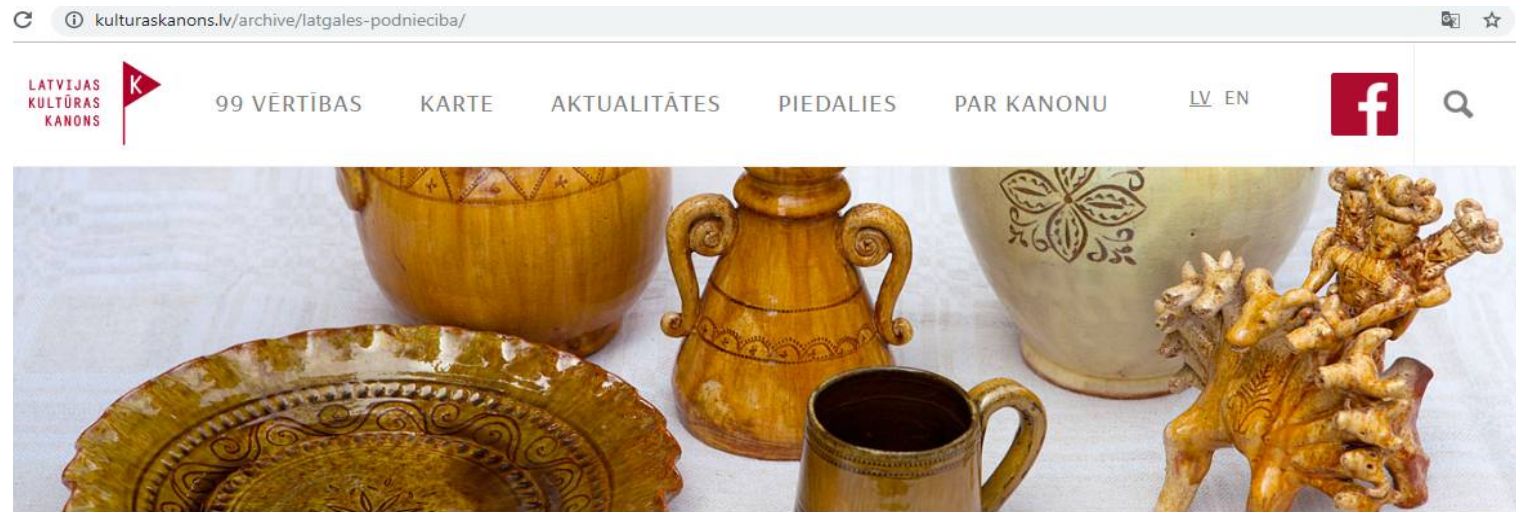 kulturaskanons.lv/archive/latgales-podnieciba/
LATVIJAS
KULTŪRAS
KANONS
K
99 VĒRTĪBAS KARTE AKTUALITĀTES PIEDALIES PAR KANONU LV EN
f